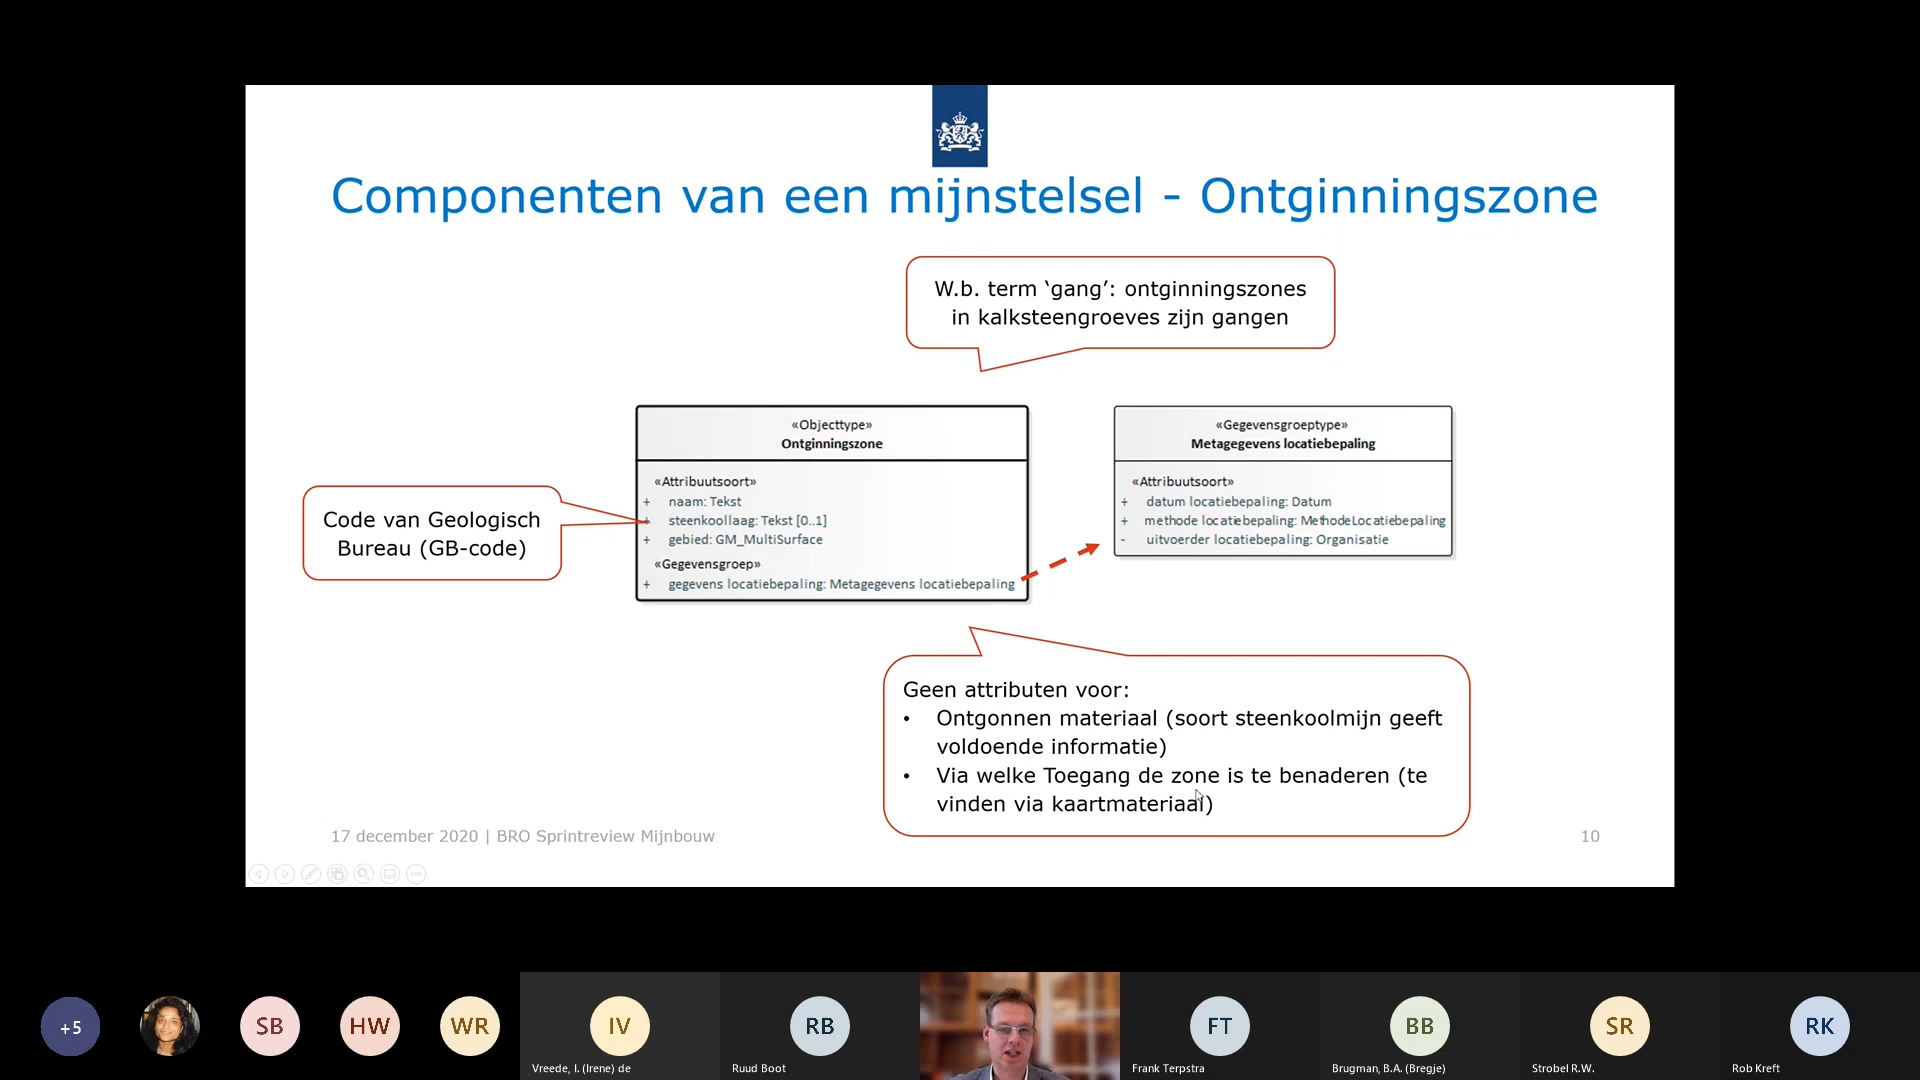 Componenten van een mijnstelsel - Ontginningszone
W.b. term ‘gang’: ontginningszones
in kalksteengroeves zijn gangen
«Objecttype»
Ontginningszone
«Attribuutsoort»
+ naam: Tekst
+ steenkoollaag: Tekst [0..1]
+ gebied: GM_MultiSurface
«Gegevensgroep»
+ gegevens locatiebepaling: Metagegevens locatiebepaling
«Gegevensgroeptype»
Metagegevens locatiebepaling
«Attribuutsoort»
+ datum locatiebepaling: Datum
+ methode locatiebepaling: MethodeLocatiebepaling
- uitvoerder locatiebepaling: Organisatie
Code van Geologisch
Bureau (GB-code)
Geen attributen voor:
• Ontgonnen materiaal (soort steenkoolmijn geeft
voldoende informatie)
• Via welke Toegang de zone is te benaderen (te
vinden via kaartmateriaal)
17 december 2020 | BRO Sprintreview Mijnbouw
10
+5
SB
HW
WR
IV
Vreede, I. (Irene) de
RB
Ruud Boot
FT
Frank Terpstra
BB
Brugman, B.A. (Bregje)
SR
Strobel R.W.
RK
Rob Kreft